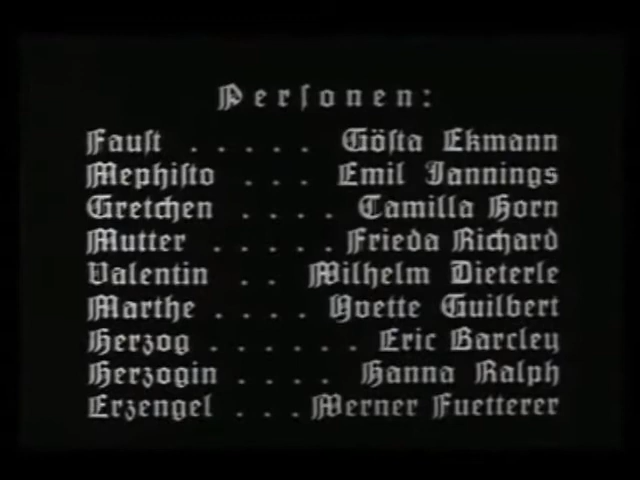 Personen:
Faust . . . . . Gösta Ekmann
Mephisto . . . Emil Jannings
Gretchen . . . . Camilla Horn
Mutter . . . . . Frieda Richard
Valentin . . Wilhelm Dieterle
Marthe . . . . Yvette Guilbert
Herzog . . . . . . Eric Barcley
Herzogin . . . . Hanna Ralph
Erzengel . . . Werner Fuetterer